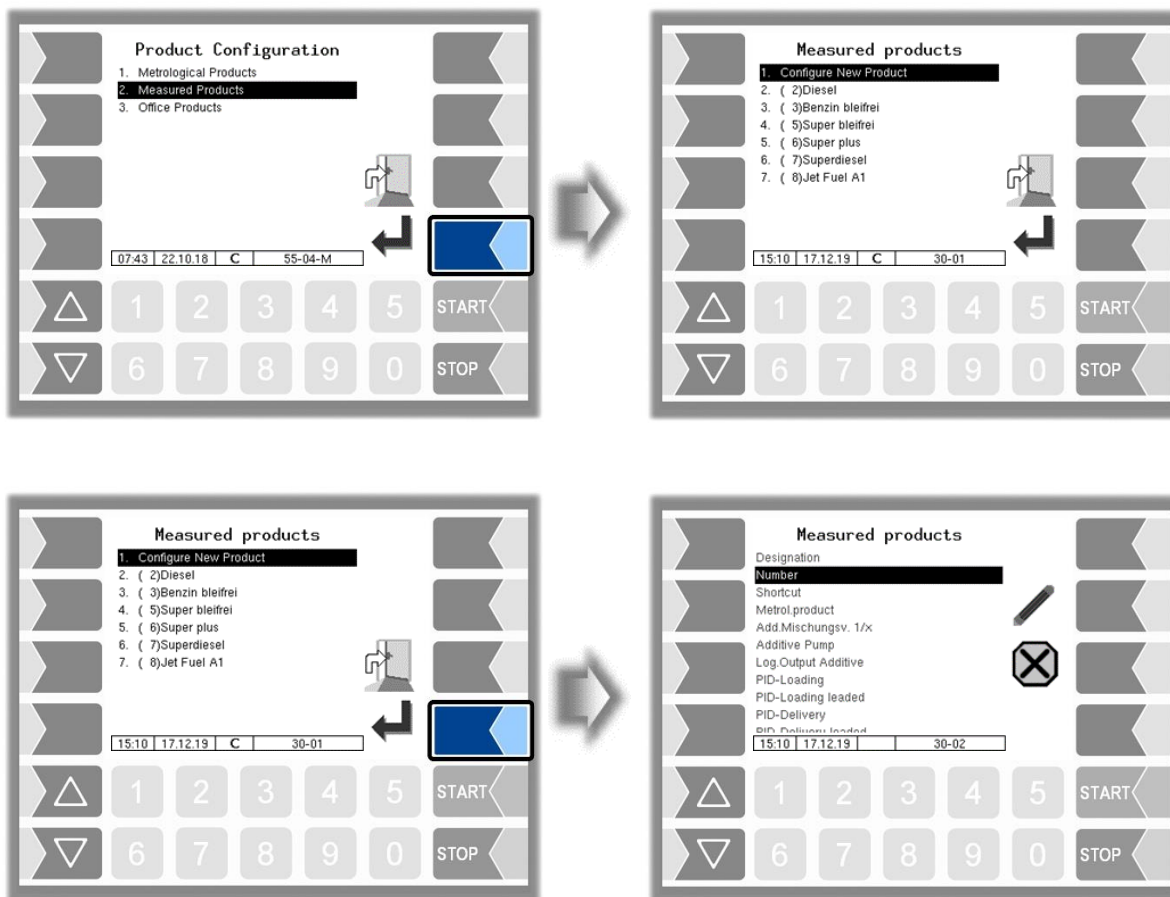 Product Configuration
1. Metrological Products
2. Measured Products
3. Office Products
07:43 22.10.18 C 55-04-M
1 2 3 4 5 START
6 7 8 9 0 STOP
Measured products
1. Configure New Product
2. ( 2)Diesel
3. ( 3)Benzin bleifrei
4. ( 5)Super bleifrei
5. ( 6)Super plus
6. ( 7)Superdiesel
7. ( 8)Jet Fuel A1
15:10 17.12.19 C 30-01
1 2 3 4 5 START
6 7 8 9 0 STOP
Measured products
1. Configure New Product
2. ( 2)Diesel
3. ( 3)Benzin bleifrei
4. ( 5)Super bleifrei
5. ( 6)Super plus
6. ( 7)Superdiesel
7. ( 8)Jet Fuel A1
15:10 17.12.19 C 30-01
1 2 3 4 5 START
6 7 8 9 0 STOP
Measured products
Designation
Number
Shortcut
Metrol.product
Add.Mischungsv. 1/x
Additive Pump
Log.Output Additive
PID-Loading
PID-Loading leaded
PID-Delivery
PID-Delivery leaded
15:10 17.12.19 30-02
1 2 3 4 5 START
6 7 8 9 0 STOP